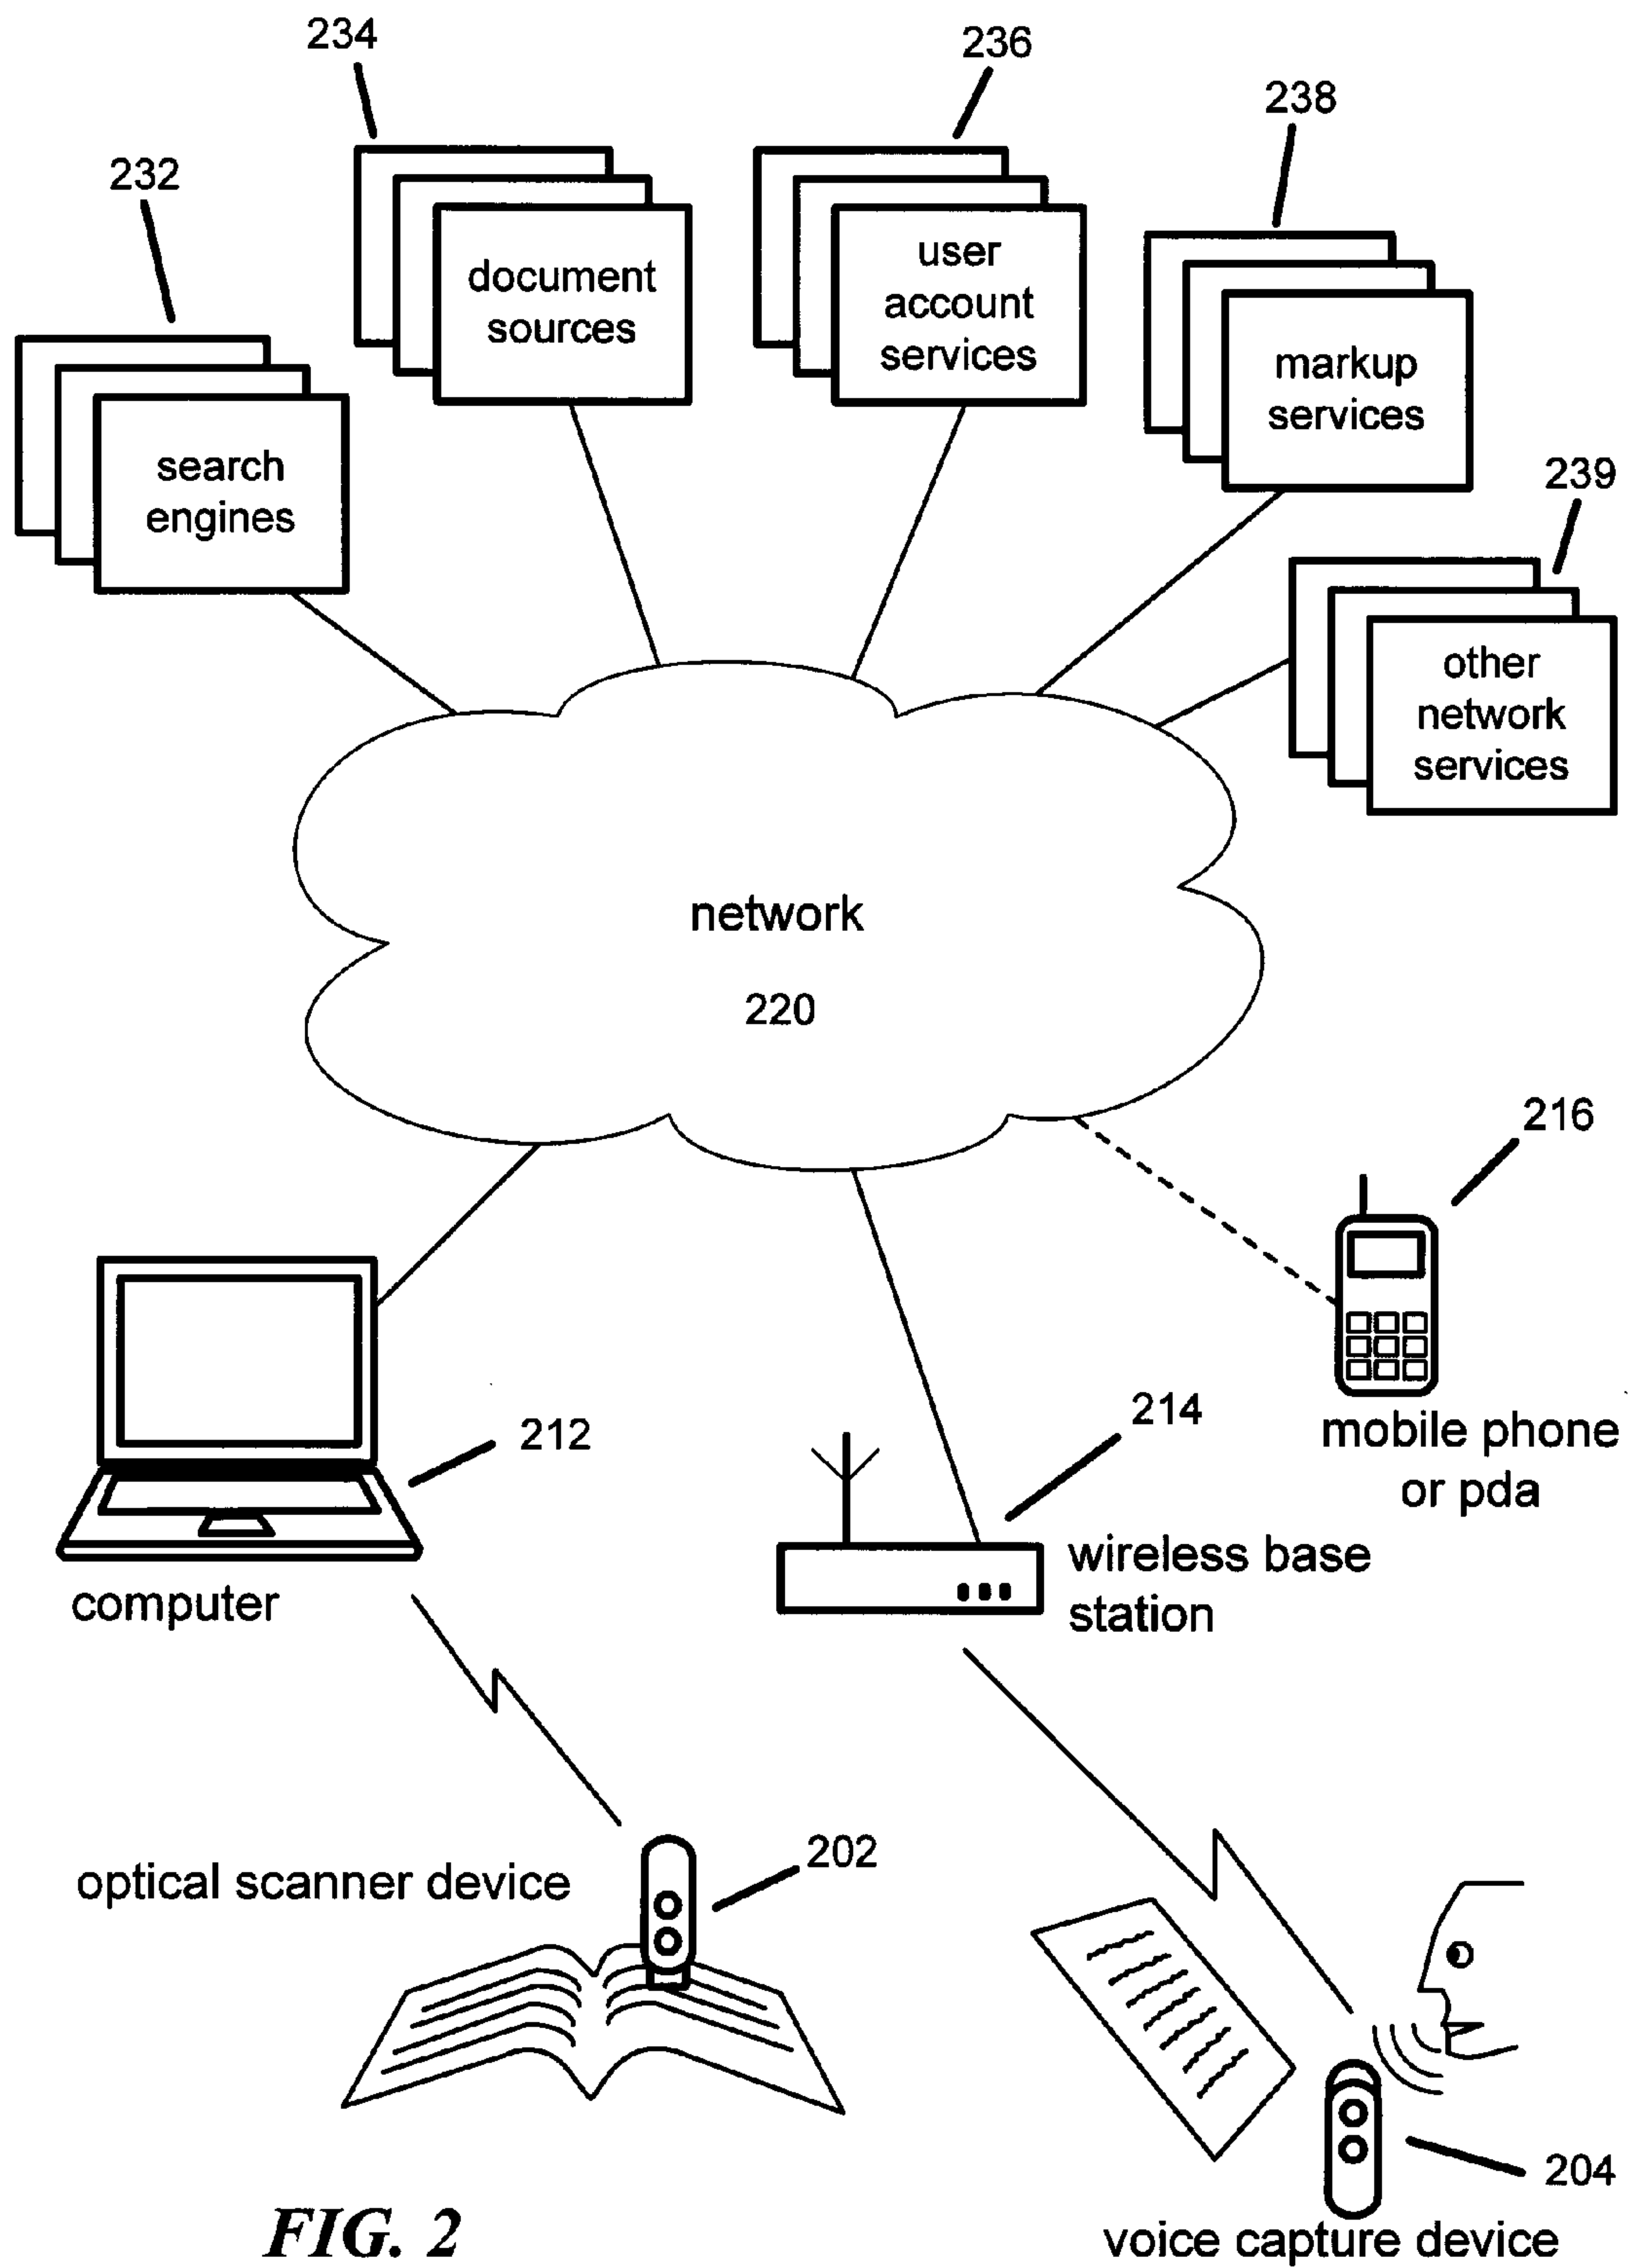 234
236
238
232
document
sources
user
account
services
markup
services
search
engines
239
other
network
services
network
220
216
mobile phone
or pda
214
212
wireless base
station
computer
202
optical scanner device
204
voice capture device
FIG. 2